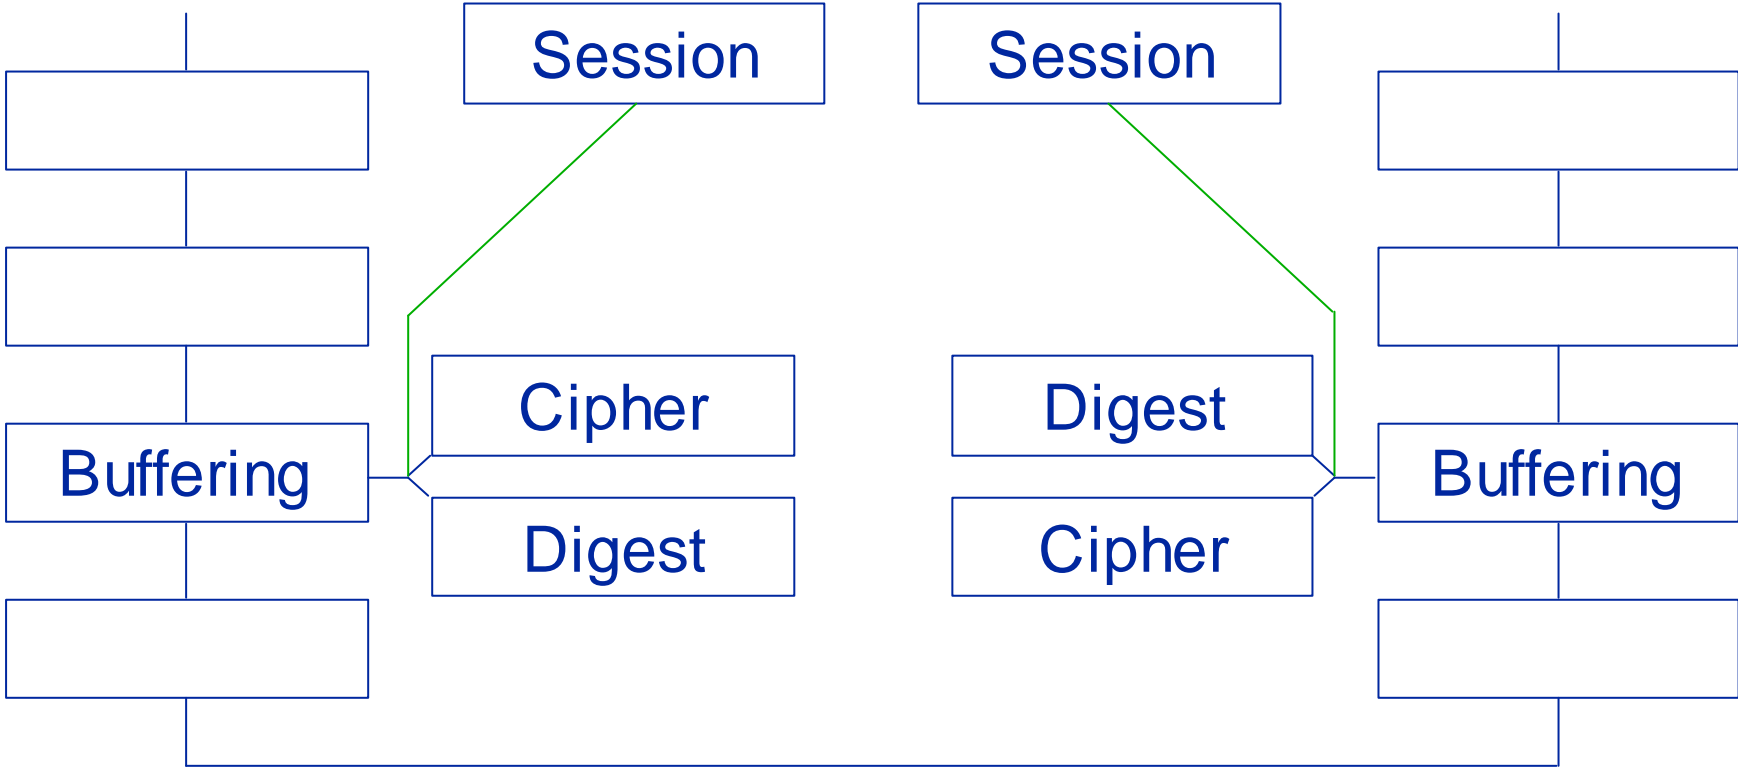 Session
Session
Cipher
Digest
Buffering
Buffering
Digest
Cipher